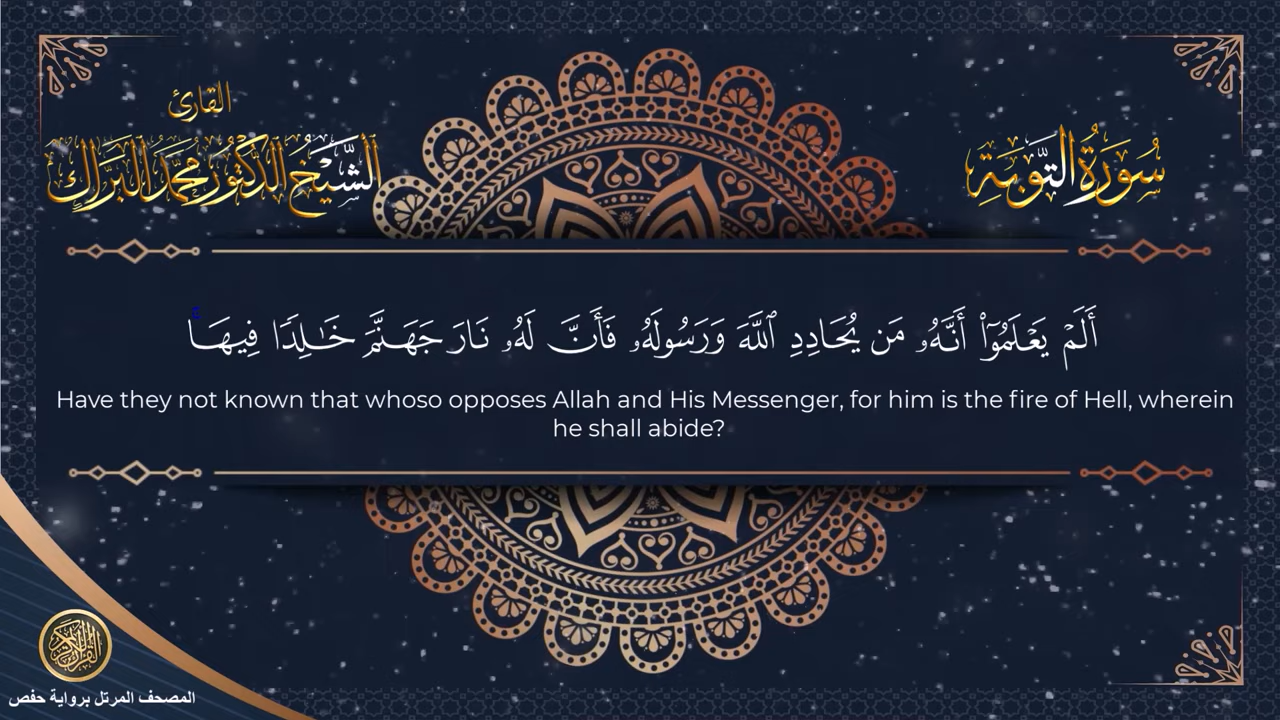 القارئ
الشيخ الدكتور محمد البراك
سورة التوبة
أَلَمْ يَعْلَمُوٓا۟ أَنَّهُۥ مَن يُحَادِدِ ٱللَّهَ وَرَسُولَهُۥ فَأَنَّ لَهُۥ نَارَ جَهَنَّمَ خَـٰلِدًا فِيهَا ۚ
Have they not known that whoso opposes Allah and His Messenger, for him is the fire of Hell, wherein
he shall abide?
القرآن الكريم
المصحف المرتل برواية حفص